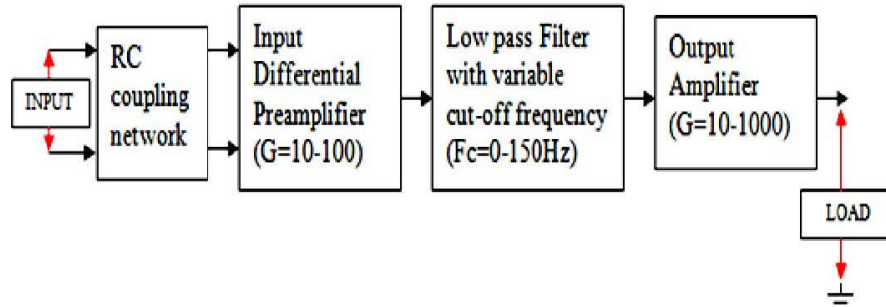 INPUT
RC
coupling
network
Input
Differential
Preamplifier
(G=10-100)
Low pass Filter
with variable
cut-off frequency
(Fc=0-150Hz)
Output
Amplifier
(G=10-1000)
LOAD